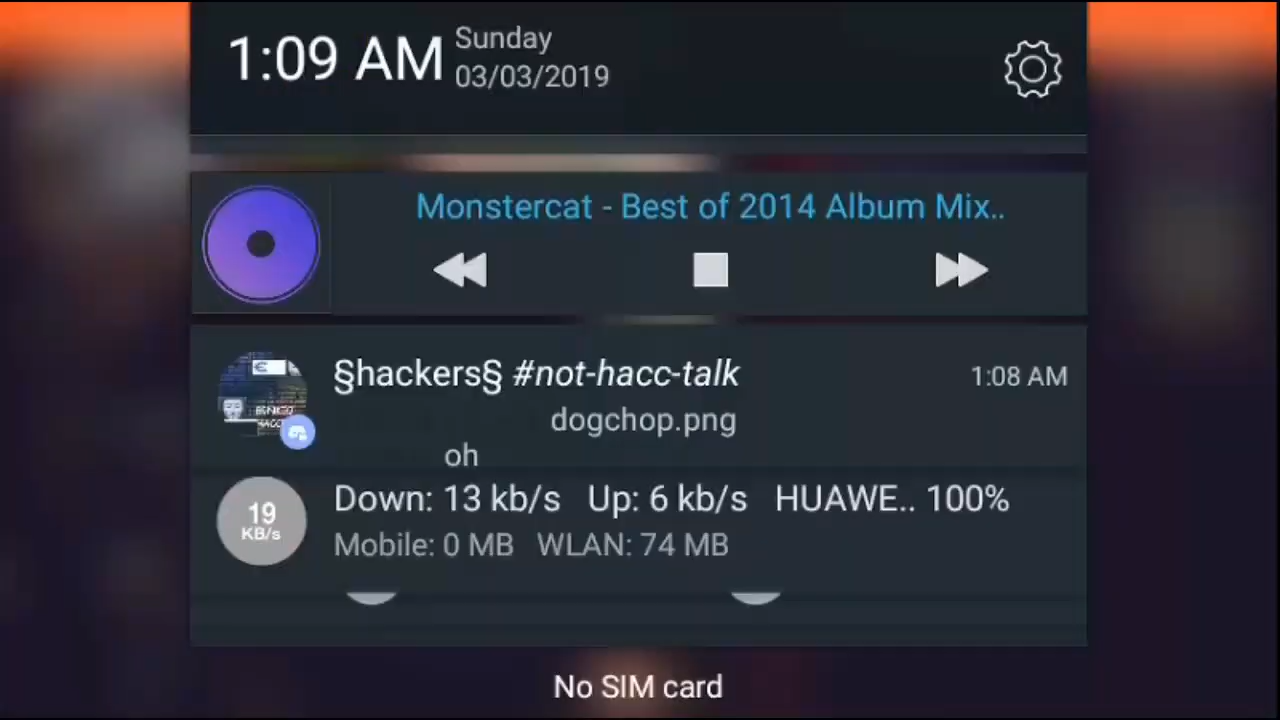 1:09 AM
Sunday
03/03/2019
Monstercat - Best of 2014 Album Mix..
§hackers§ #not-hacc-talk
1:08 AM
dogchop.png
oh
19
KB/s
Down: 13 kb/s Up: 6 kb/s HUAWE.. 100%
Mobile: 0 MB WLAN: 74 MB
No SIM card